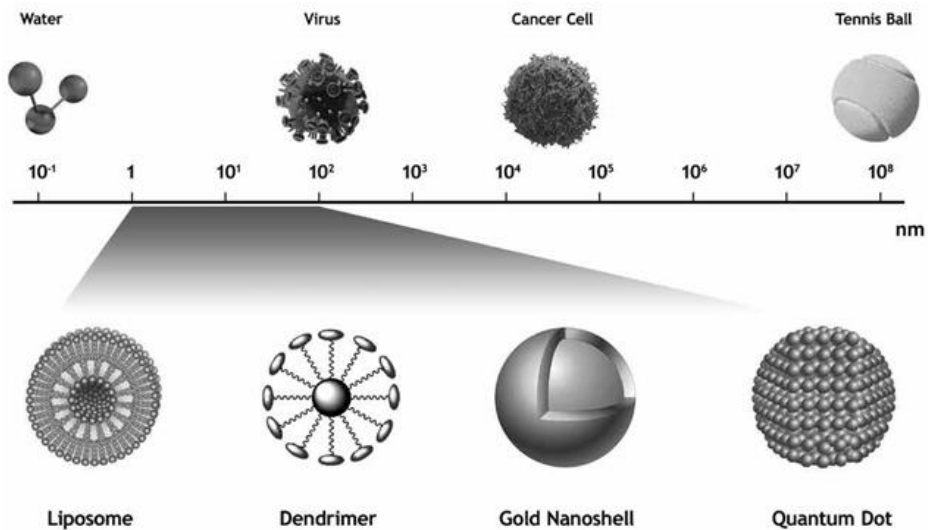 Water Virus Cancer Cell Tennis Ball
10⁻¹ 1 10¹ 10² 10³ 10⁴ 10⁵ 10⁶ 10⁷ 10⁸
nm
Liposome Dendrimer Gold Nanoshell Quantum Dot